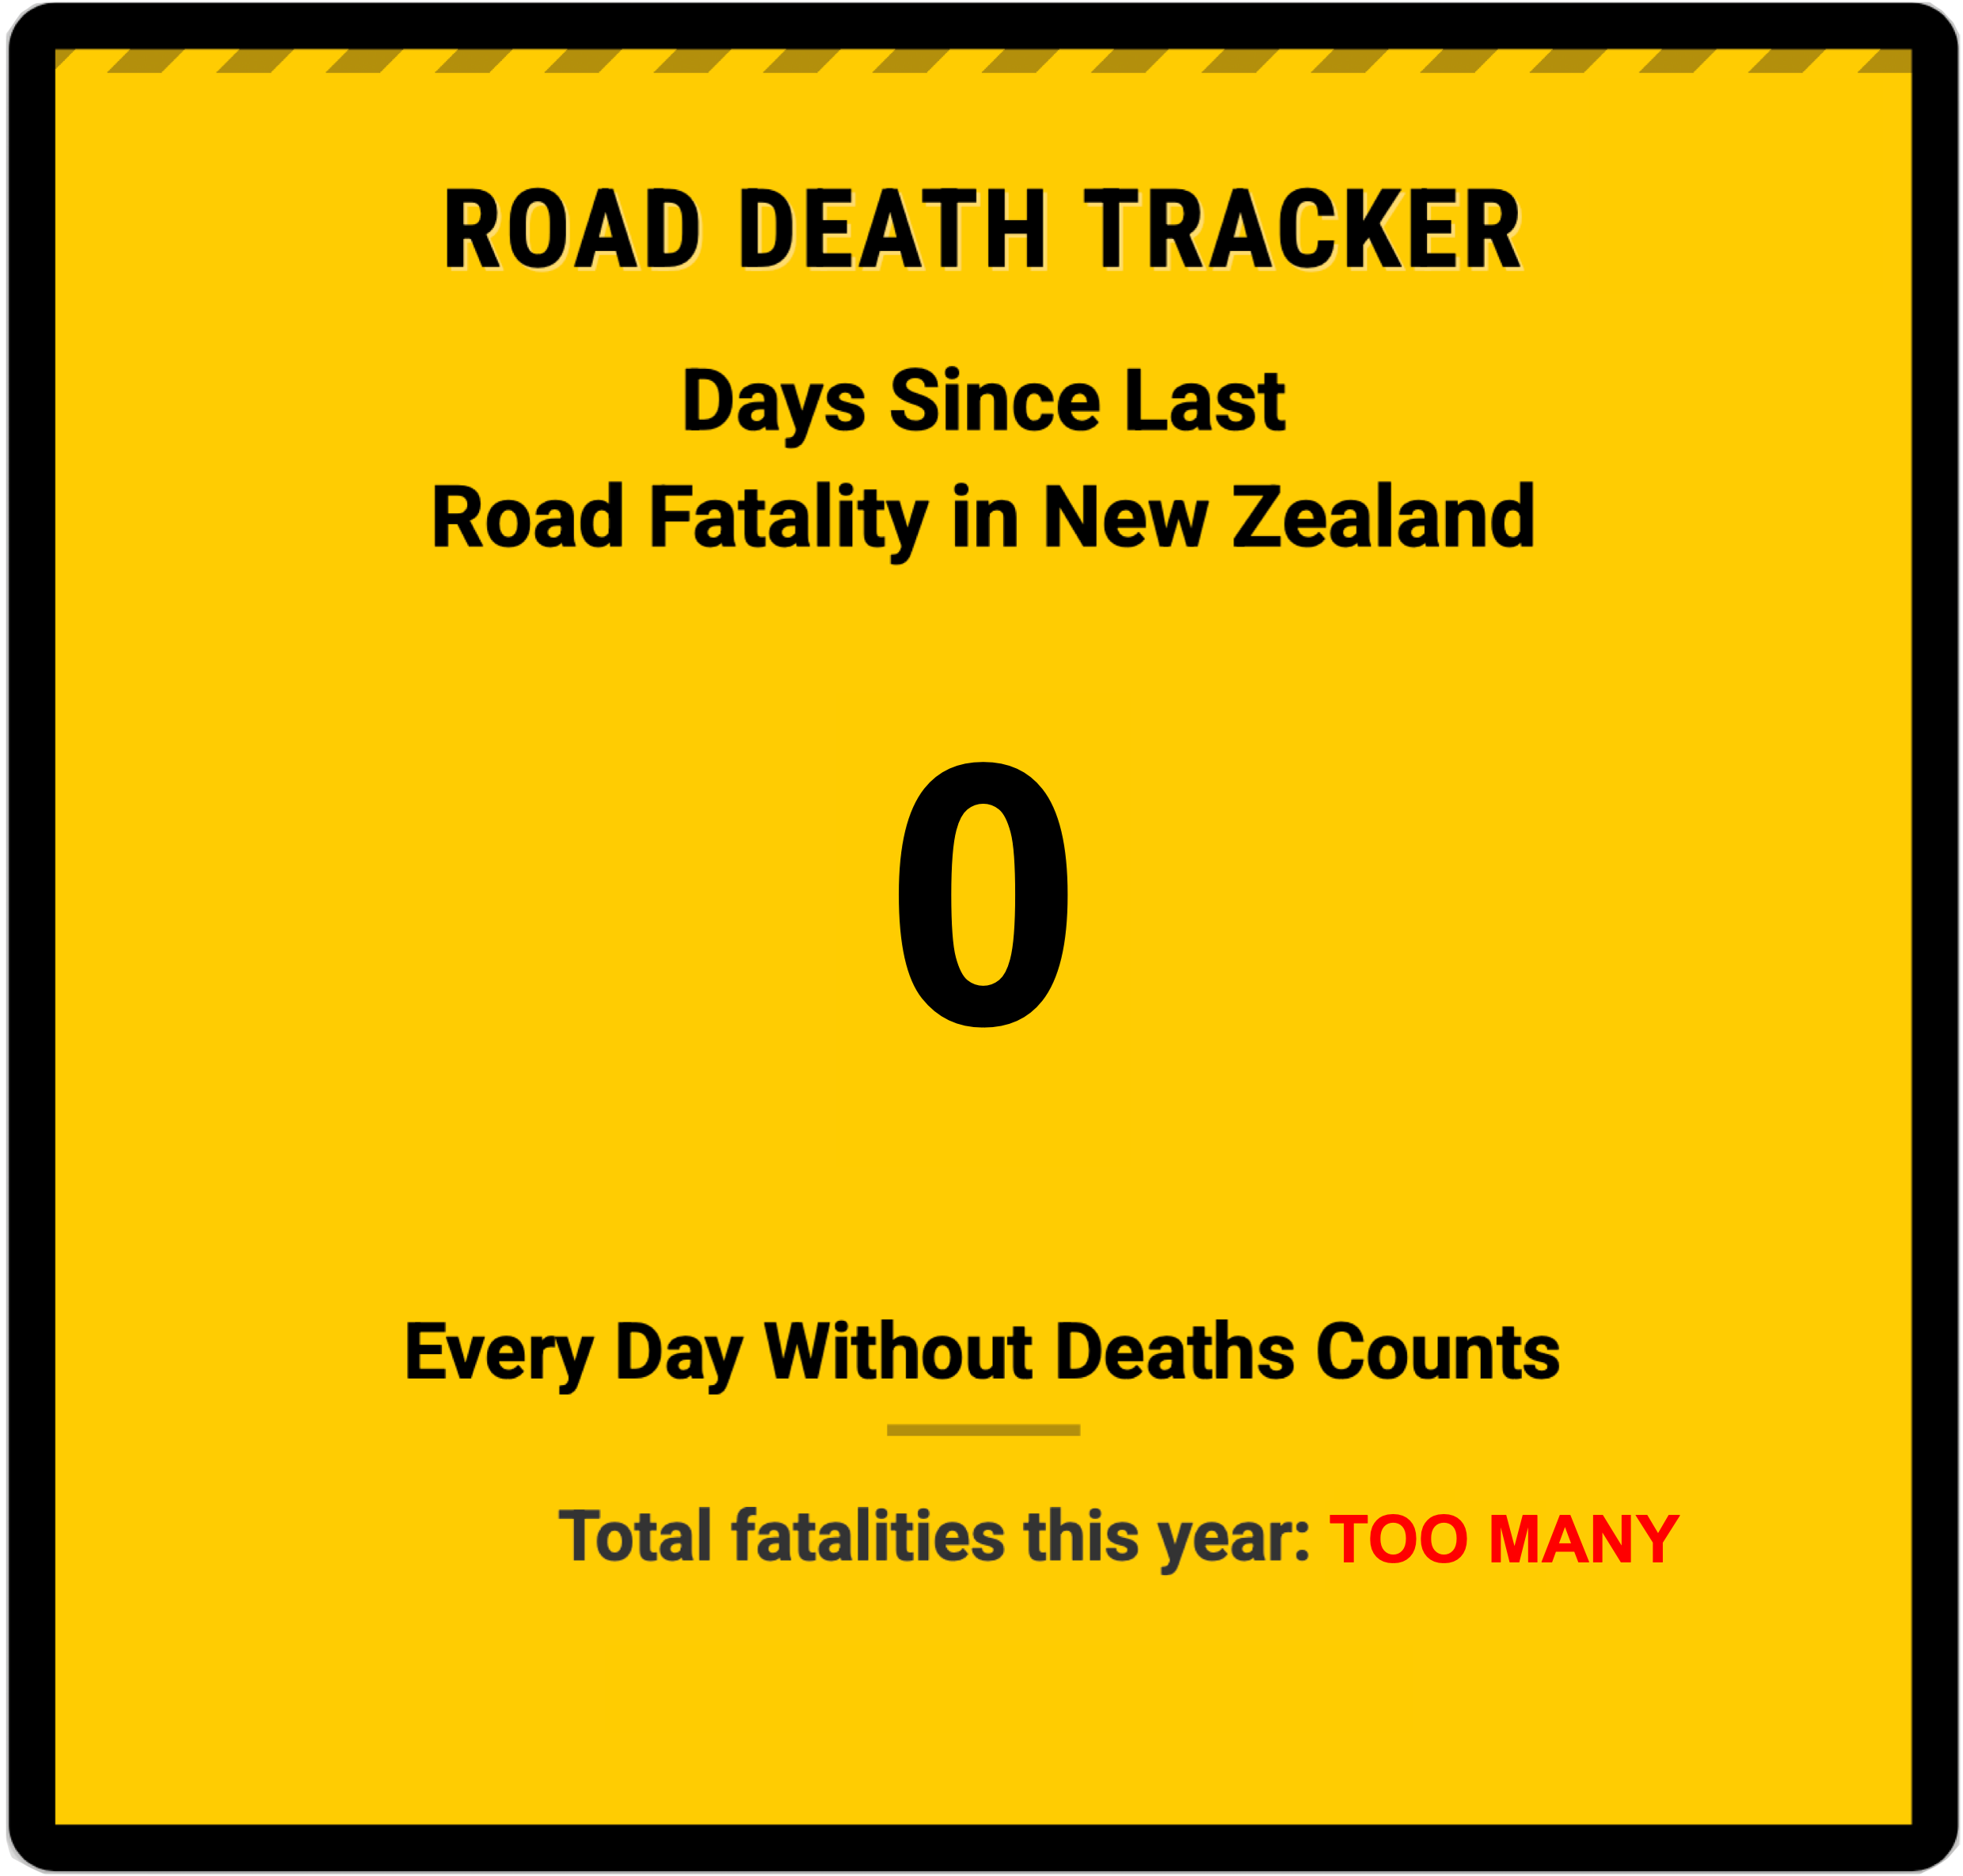 ROAD DEATH TRACKER
Days Since Last
Road Fatality in New Zealand
0
Every Day Without Deaths Counts
Total fatalities this year: TOO MANY